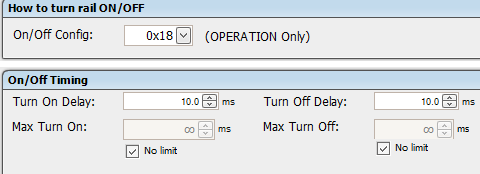 How to turn rail ON/OFF
On/Off Config: 0x18 (OPERATION Only)
On/Off Timing
Turn On Delay: 10.0 ms Turn Off Delay: 10.0 ms
Max Turn On: ∞ ms Max Turn Off: ∞ ms
No limit No limit